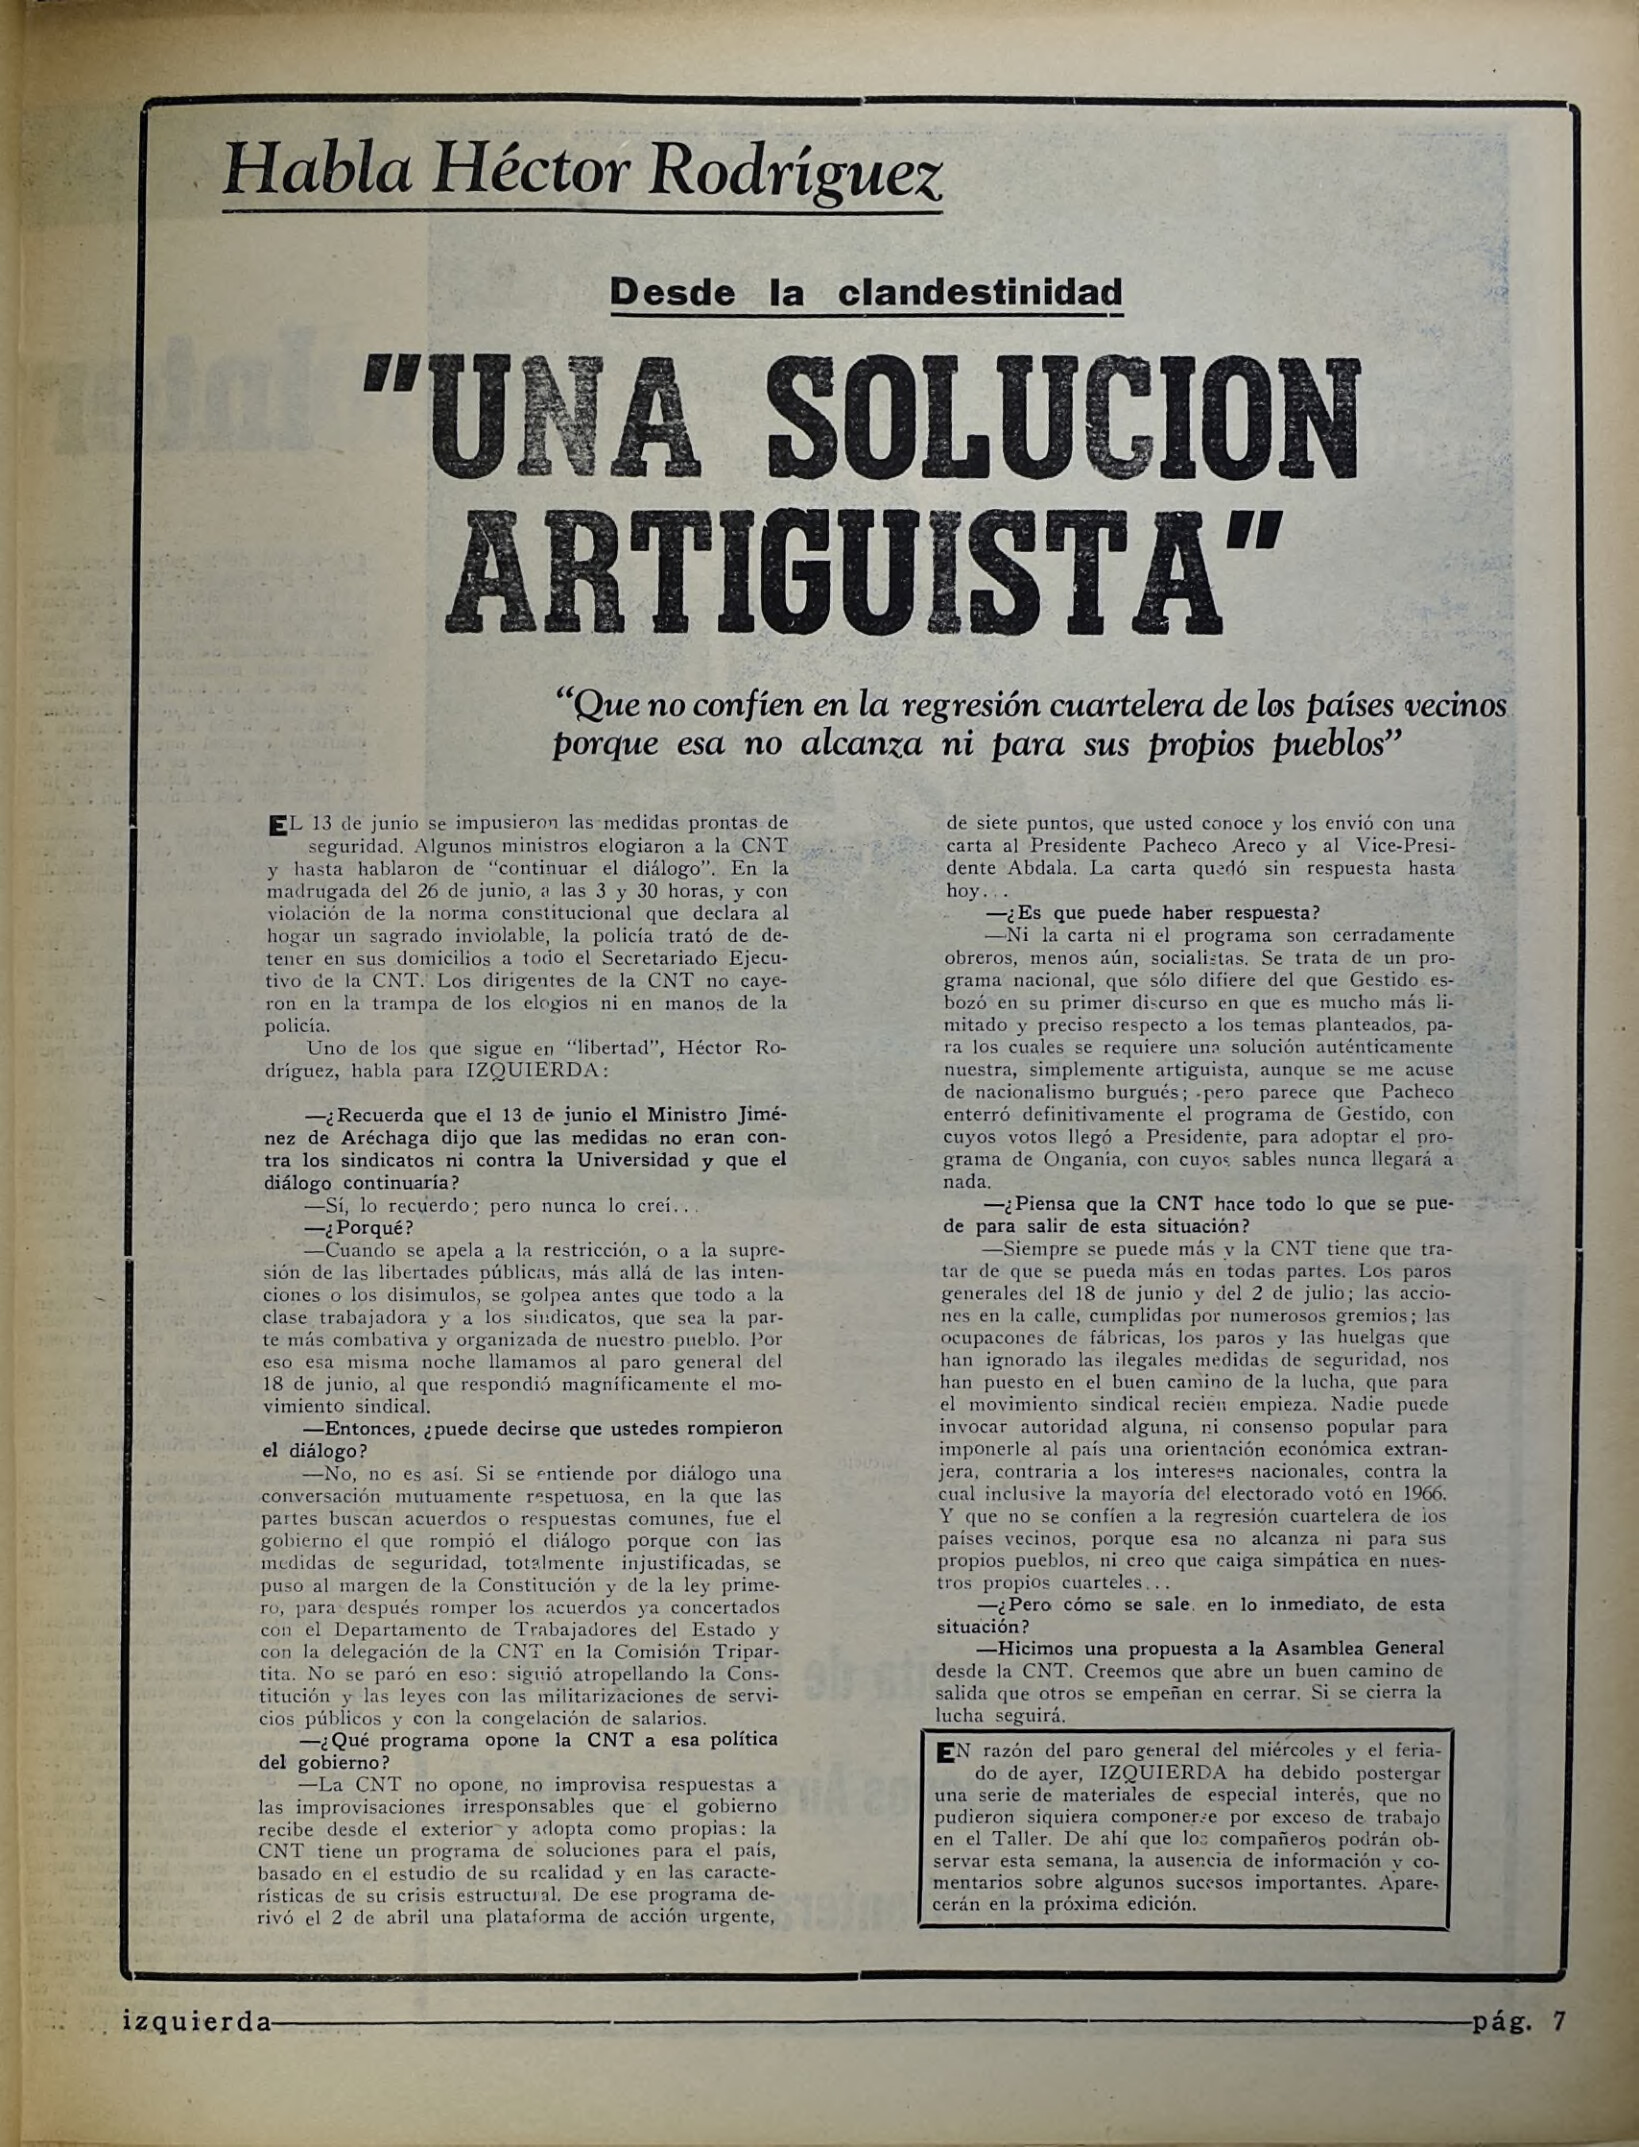 Habla Héctor Rodríguez
Desde la clandestinidad
"UNA SOLUCION
ARTIGUISTA"
“Que no confíen en la regresión cuartelera de los países vecinos
porque esa no alcanza ni para sus propios pueblos”
EL 13 de junio se impusieron las medidas prontas de
seguridad. Algunos ministros elogiaron a la CNT
y hasta hablaron de “continuar el diálogo”. En la
madrugada del 26 de junio, a las 3 y 30 horas, y con
violación de la norma constitucional que declara al
hogar un sagrado inviolable, la policía trató de de-
tener en sus domicilios a todo el Secretariado Ejecu-
tivo de la CNT. Los dirigentes de la CNT no caye-
ron en la trampa de los elogios ni en manos de la
policía.
Uno de los que sigue en “libertad”, Héctor Ro-
dríguez, habla para IZQUIERDA:
—¿Recuerda que el 13 de junio el Ministro Jimé-
nez de Aréchaga dijo que las medidas no eran con-
tra los sindicatos ni contra la Universidad y que el
diálogo continuaría?
—Sí, lo recuerdo; pero nunca lo creí...
—¿Porqué?
—Cuando se apela a la restricción, o a la supre-
sión de las libertades públicas, más allá de las inten-
ciones o los disimulos, se golpea antes que todo a la
clase trabajadora y a los sindicatos, que sea la par-
te más combativa y organizada de nuestro pueblo. Por
eso esa misma noche llamamos al paro general del
18 de junio, al que respondió magníficamente el mo-
vimiento sindical.
—Entonces, ¿puede decirse que ustedes rompieron
el diálogo?
—No, no es así. Si se entiende por diálogo una
conversación mutuamente respetuosa, en la que las
partes buscan acuerdos o respuestas comunes, fue el
gobierno el que rompió el diálogo porque con las
medidas de seguridad, totalmente injustificadas, se
puso al margen de la Constitución y de la ley prime-
ro, para después romper los acuerdos ya concertados
con el Departamento de Trabajadores del Estado y
con la delegación de la CNT en la Comisión Tripar-
tita. No se paró en eso: siguió atropellando la Cons-
titución y las leyes con las militarizaciones de servi-
cios públicos y con la congelación de salarios.
—¿Qué programa opone la CNT a esa política
del gobierno?
—La CNT no opone, no improvisa respuestas a
las improvisaciones irresponsables que el gobierno
recibe desde el exterior y adopta como propias: la
CNT tiene un programa de soluciones para el país,
basado en el estudio de su realidad y en las caracte-
rísticas de su crisis estructural. De ese programa de-
rivó el 2 de abril una plataforma de acción urgente,
de siete puntos, que usted conoce y los envió con una
carta al Presidente Pacheco Areco y al Vice-Presi-
dente Abdala. La carta quedó sin respuesta hasta
hoy...
—¿Es que puede haber respuesta?
—Ni la carta ni el programa son cerradamente
obreros, menos aún, socialistas. Se trata de un pro-
grama nacional, que sólo difiere del que Gestido es-
bozó en su primer discurso en que es mucho más li-
mitado y preciso respecto a los temas planteados, pa-
ra los cuales se requiere una solución auténticamente
nuestra, simplemente artiguista, aunque se me acuse
de nacionalismo burgués; pero parece que Pacheco
enterró definitivamente el programa de Gestido, con
cuyos votos llegó a Presidente, para adoptar el pro-
grama de Onganía, con cuyos sables nunca llegará a
nada.
—¿Piensa que la CNT hace todo lo que se pue-
de para salir de esta situación?
—Siempre se puede más y la CNT tiene que tra-
tar de que se pueda más en todas partes. Los paros
generales del 18 de junio y del 2 de julio; las accio-
nes en la calle, cumplidas por numerosos gremios; las
ocupacones de fábricas, los paros y las huelgas que
han ignorado las ilegales medidas de seguridad, nos
han puesto en el buen camino de la lucha, que para
el movimiento sindical recién empieza. Nadie puede
invocar autoridad alguna, ni consenso popular para
imponerle al país una orientación económica extran-
jera, contraria a los intereses nacionales, contra la
cual inclusive la mayoría del electorado votó en 1966.
Y que no se confíen a la regresión cuartelera de los
países vecinos, porque esa no alcanza ni para sus
propios pueblos, ni creo que caiga simpática en nues-
tros propios cuarteles...
—¿Pero cómo se sale. en lo inmediato, de esta
situación?
—Hicimos una propuesta a la Asamblea General
desde la CNT. Creemos que abre un buen camino de
salida que otros se empeñan en cerrar. Si se cierra la
lucha seguirá.
EN razón del paro general del miércoles y el feria-
do de ayer, IZQUIERDA ha debido postergar
una serie de materiales de especial interés, que no
pudieron siquiera componerse por exceso de trabajo
en el Taller. De ahí que los compañeros podrán ob-
servar esta semana, la ausencia de información y co-
mentarios sobre algunos sucesos importantes. Apare-
cerán en la próxima edición.
izquierda pág. 7